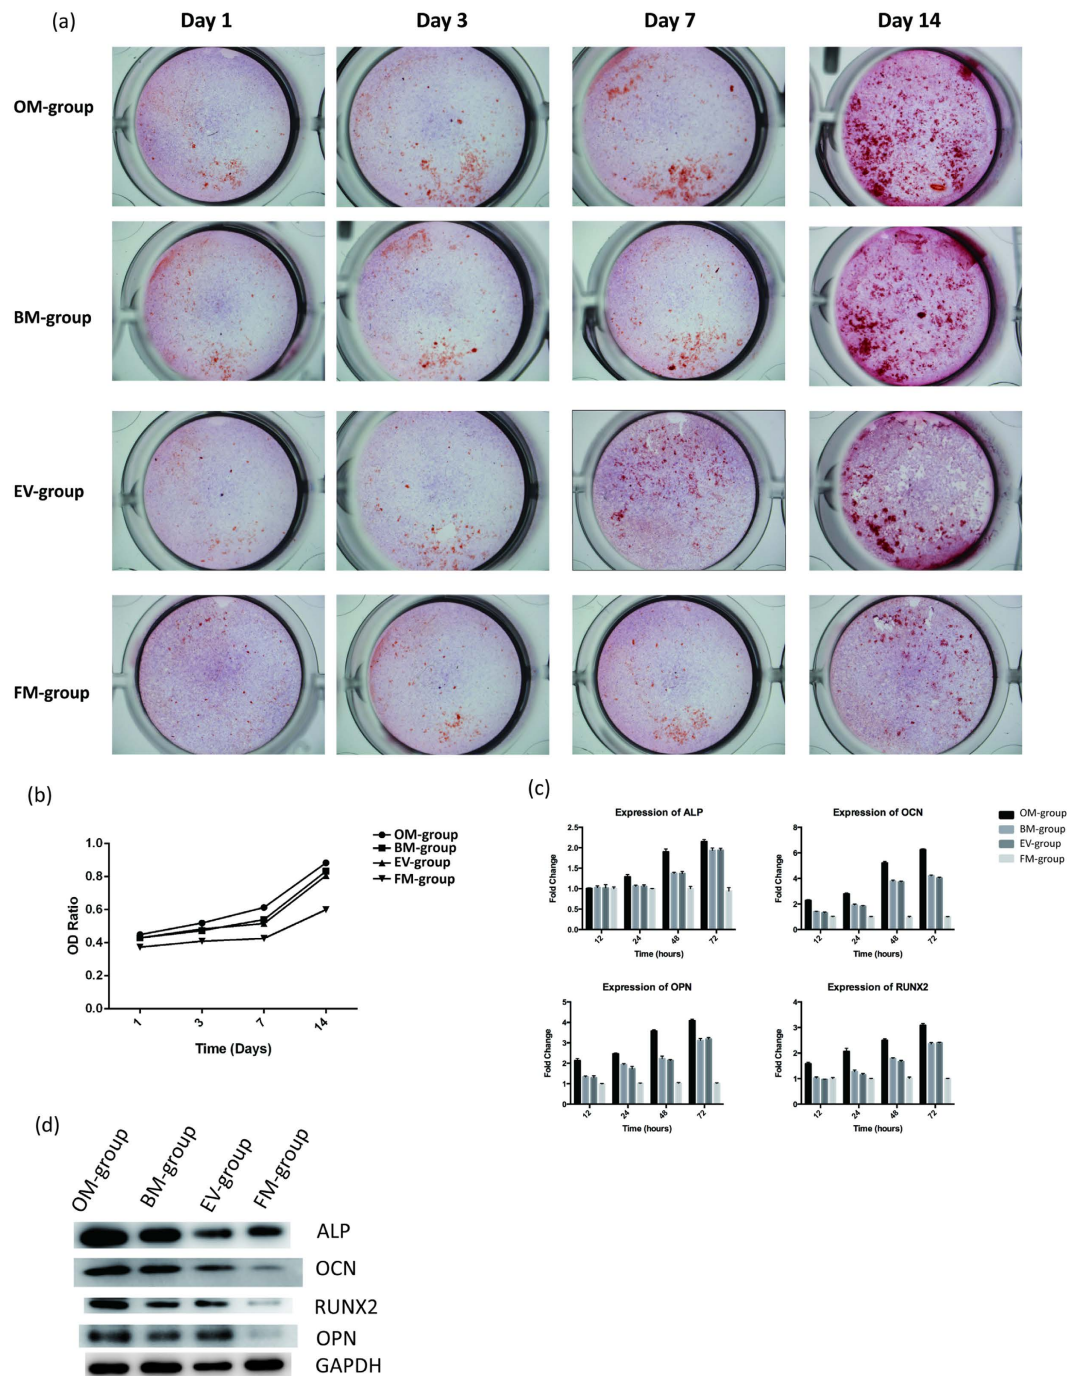 (a) Day 1 Day 3 Day 7 Day 14
OM-group
BM-group
EV-group
FM-group
(b)
OD Ratio
1.0
0.8
0.6
0.4
0.2
0.0
1 3 7 14
Time (Days)
OM-group
BM-group
EV-group
FM-group
(c)
Expression of ALP
Fold Change
2.5
2.0
1.5
1.0
0.5
0.0
12 24 48 72
Time (hours)
Expression of OCN
Fold Change
8
6
4
2
0
12 24 48 72
Time (hours)
OM-group
BM-group
EV-group
FM-group
Expression of OPN
Fold Change
5
4
3
2
1
0
12 24 48 72
Time (hours)
Expression of RUNX2
Fold Change
4
3
2
1
0
12 24 48 72
Time (hours)
(d)
OM-group BM-group EV-group FM-group
ALP
OCN
RUNX2
OPN
GAPDH